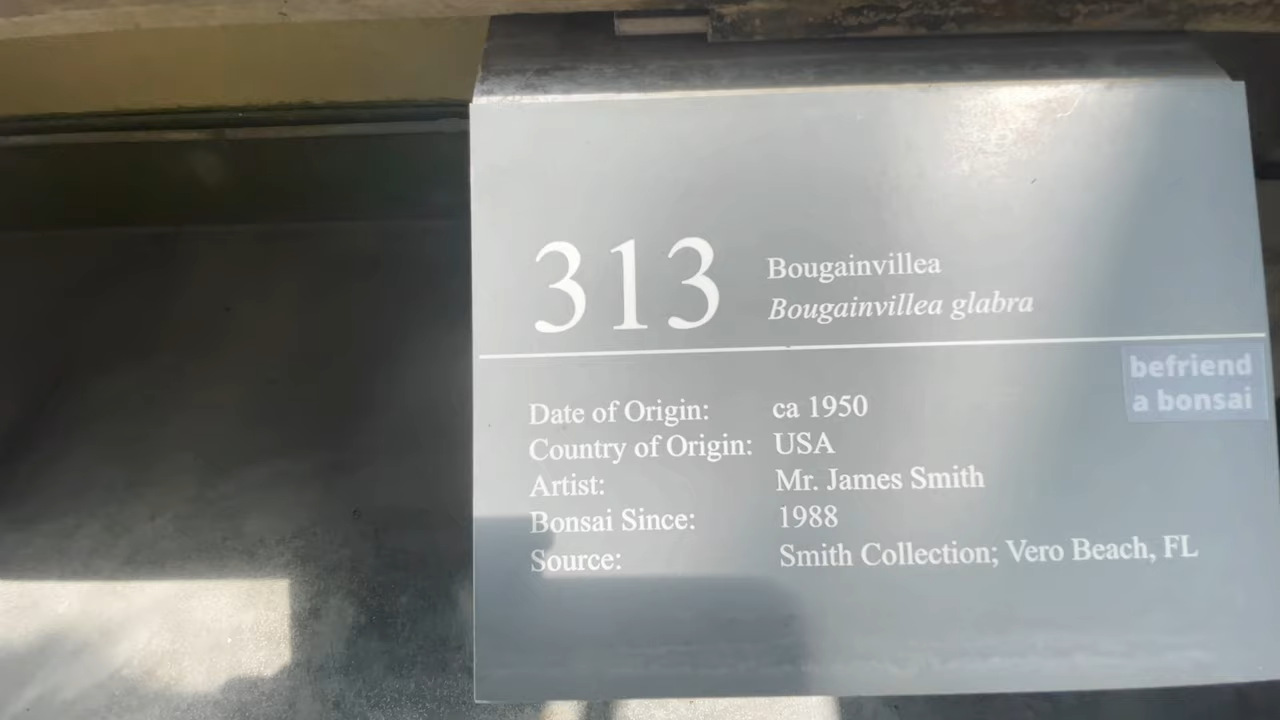 313
Bougainvillea
Bougainvillea glabra
befriend
a bonsai
Date of Origin: ca 1950
Country of Origin: USA
Artist: Mr. James Smith
Bonsai Since: 1988
Source: Smith Collection; Vero Beach, FL